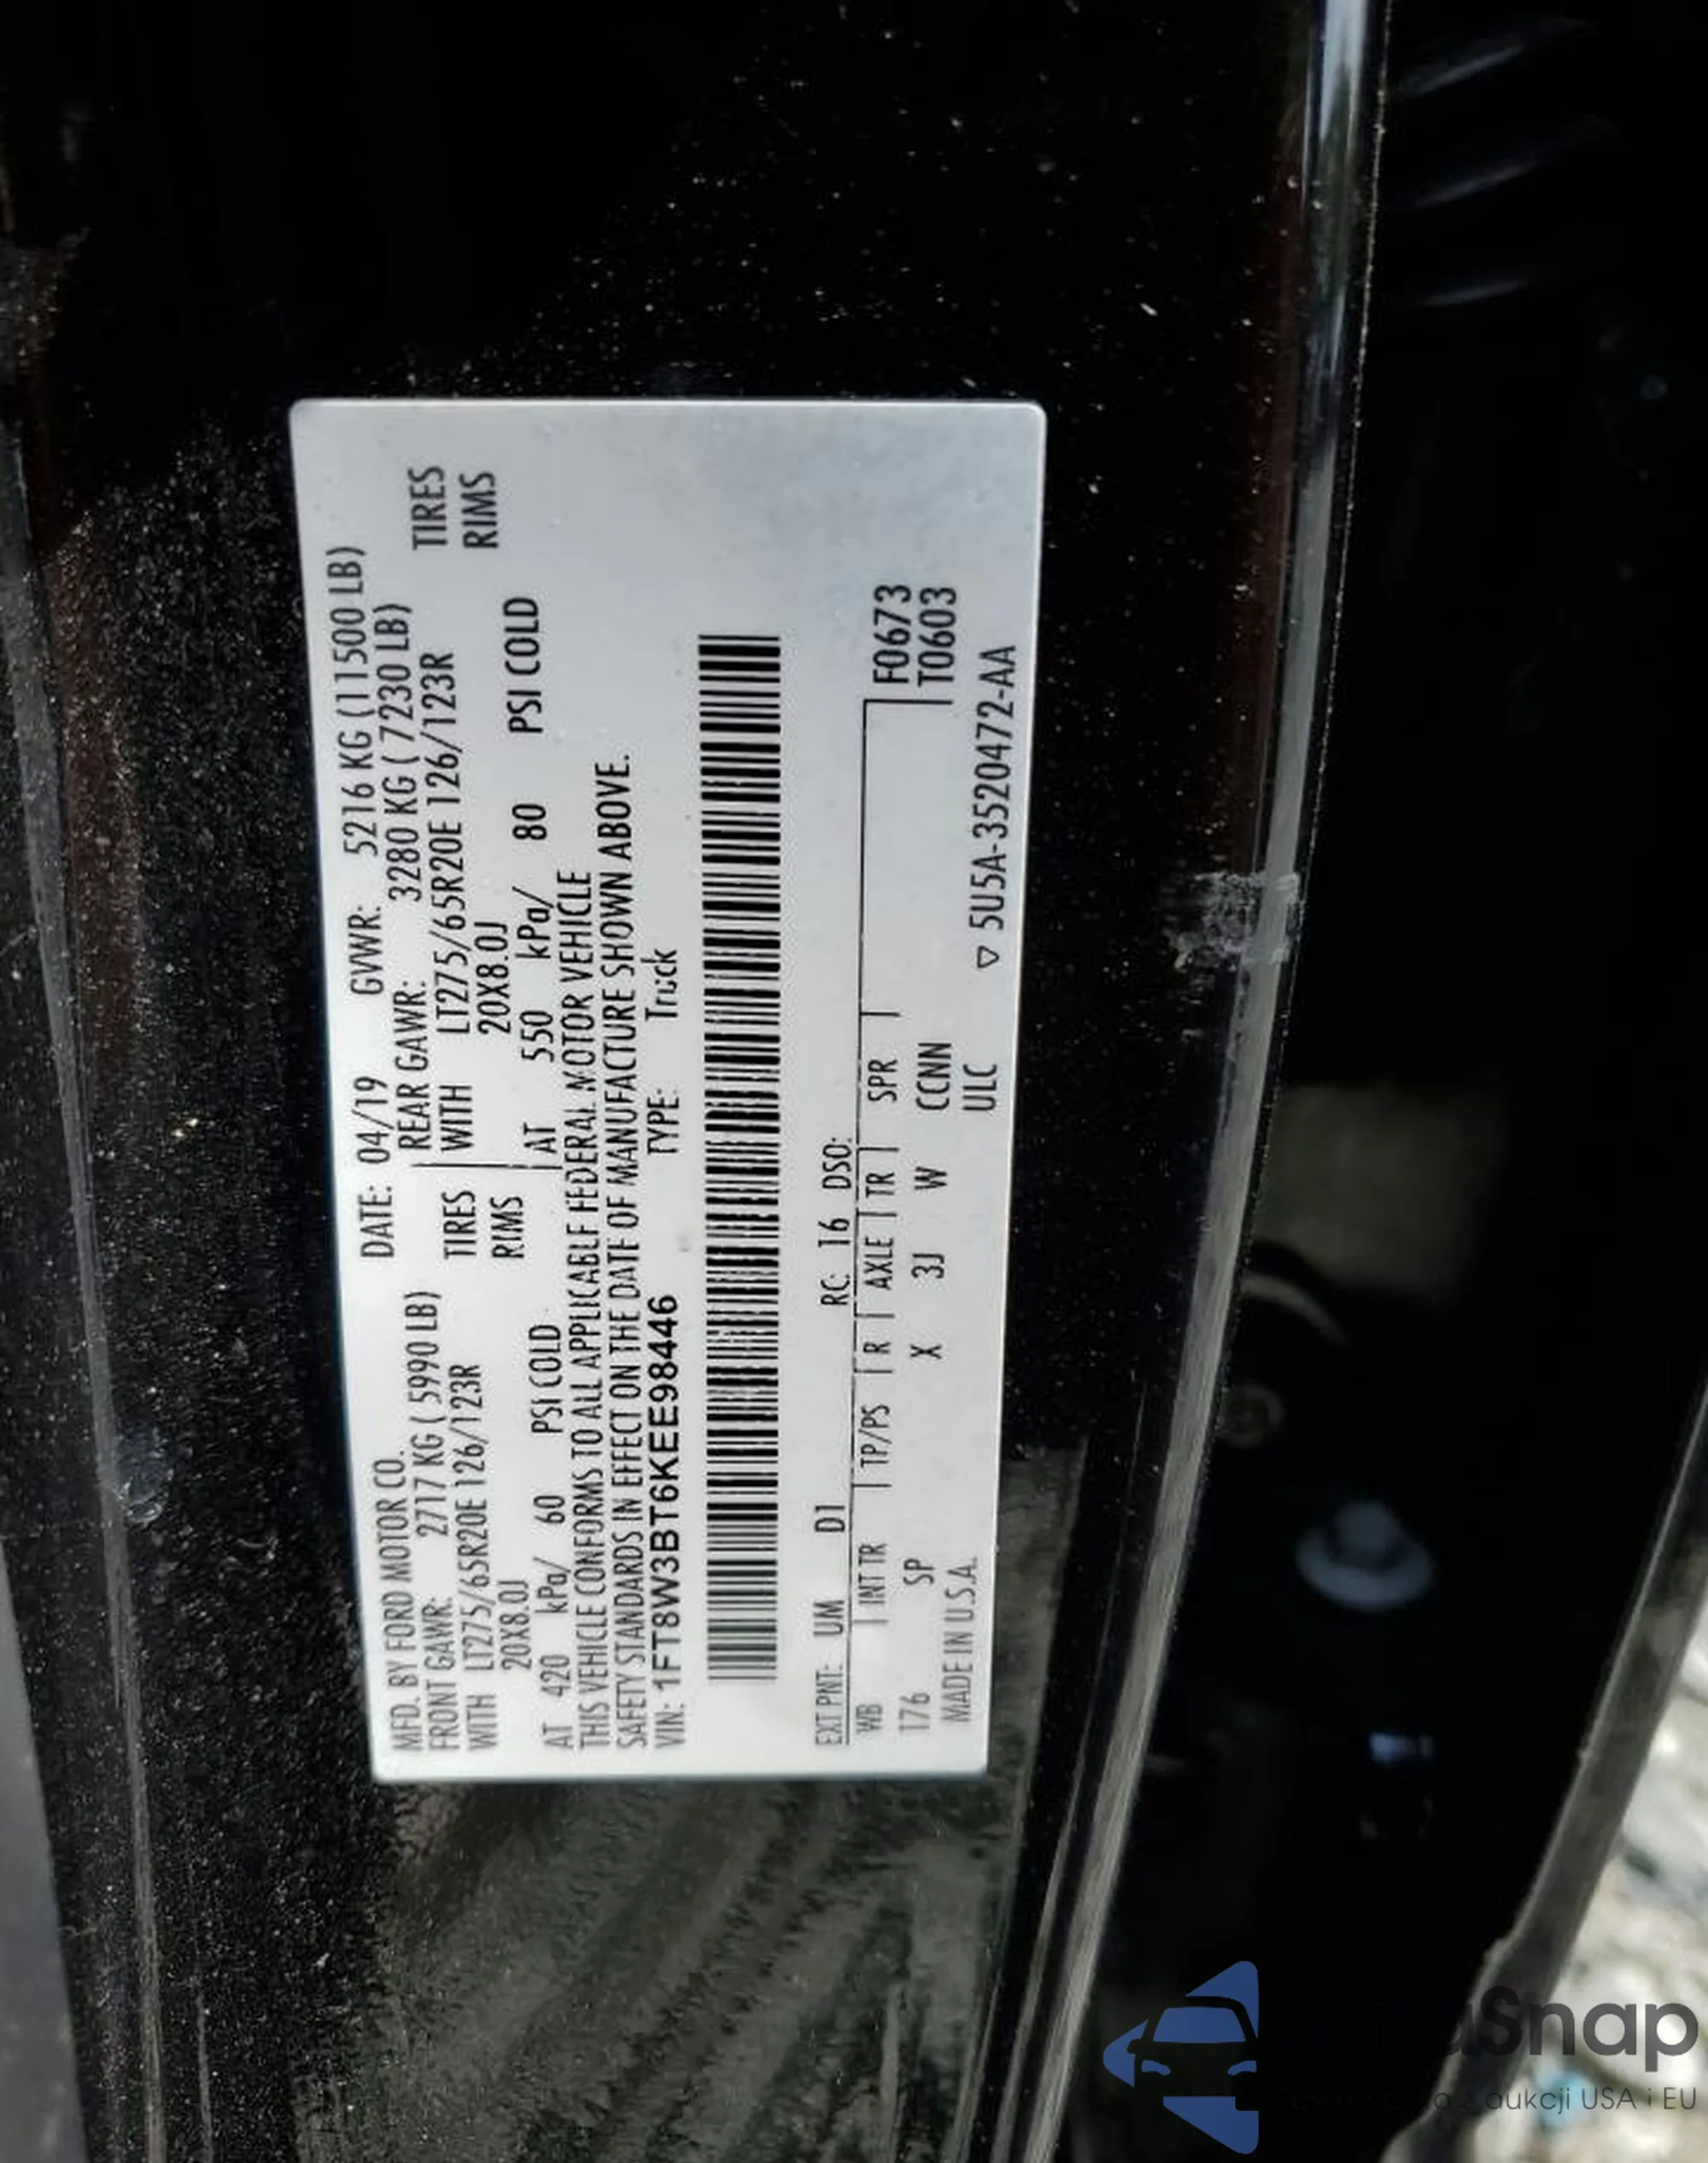 MFD. BY FORD MOTOR CO. DATE: 04/19 GVWR: 5216 KG (11500 LB)
FRONT GAWR: 2717 KG ( 5990 LB) REAR GAWR: 3280 KG ( 7230 LB)
WITH LT275/65R20E 126/123R TIRES WITH LT275/65R20E 126/123R TIRES
20X8.0J RIMS 20X8.0J RIMS
AT 420 kPa/ 60 PSI COLD AT 550 kPa/ 80 PSI COLD
THIS VEHICLE CONFORMS TO ALL APPLICABLE FEDERAL MOTOR VEHICLE
SAFETY STANDARDS IN EFFECT ON THE DATE OF MANUFACTURE SHOWN ABOVE.
VIN: 1FT8W3BT6KEE98446 TYPE: Truck
EXT PNT: UM D1 RC: 16 DSO:
WB INT TR TP/PS R AXLE TR SPR F0673
176 SP X 3J W CCNN T0603
MADE IN U.S.A. ULC ▽ 5U5A-3520472-AA
Snap
aukcji USA i EU